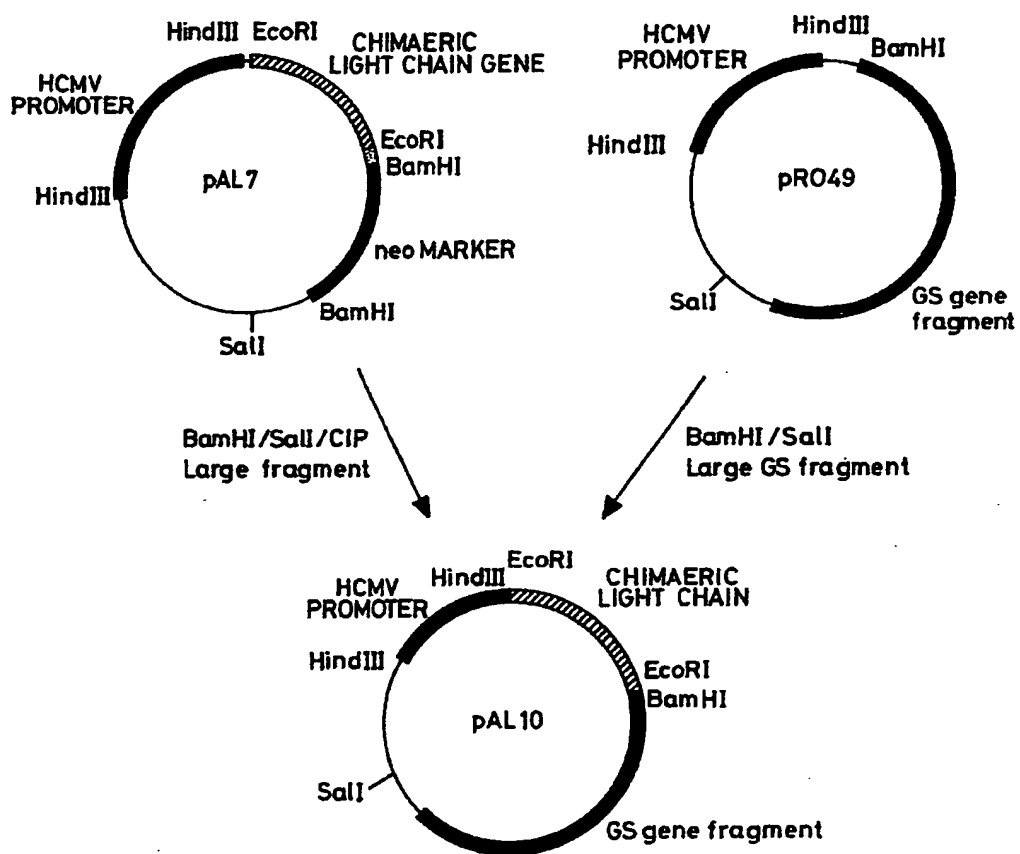 HindIII EcoRI
CHIMAERIC
LIGHT CHAIN GENE
HCMV
PROMOTER
EcoRI
BamHI
HindIII
pAL7
neo MARKER
BamHI
SalI
HindIII
HCMV
PROMOTER
BamHI
HindIII
pRO49
SalI
GS gene
fragment
BamHI/SalI/CIP
Large fragment
BamHI/SalI
Large GS fragment
EcoRI
HindIII
HCMV
PROMOTER
CHIMAERIC
LIGHT CHAIN
HindIII
EcoRI
BamHI
pAL10
SalI
GS gene fragment